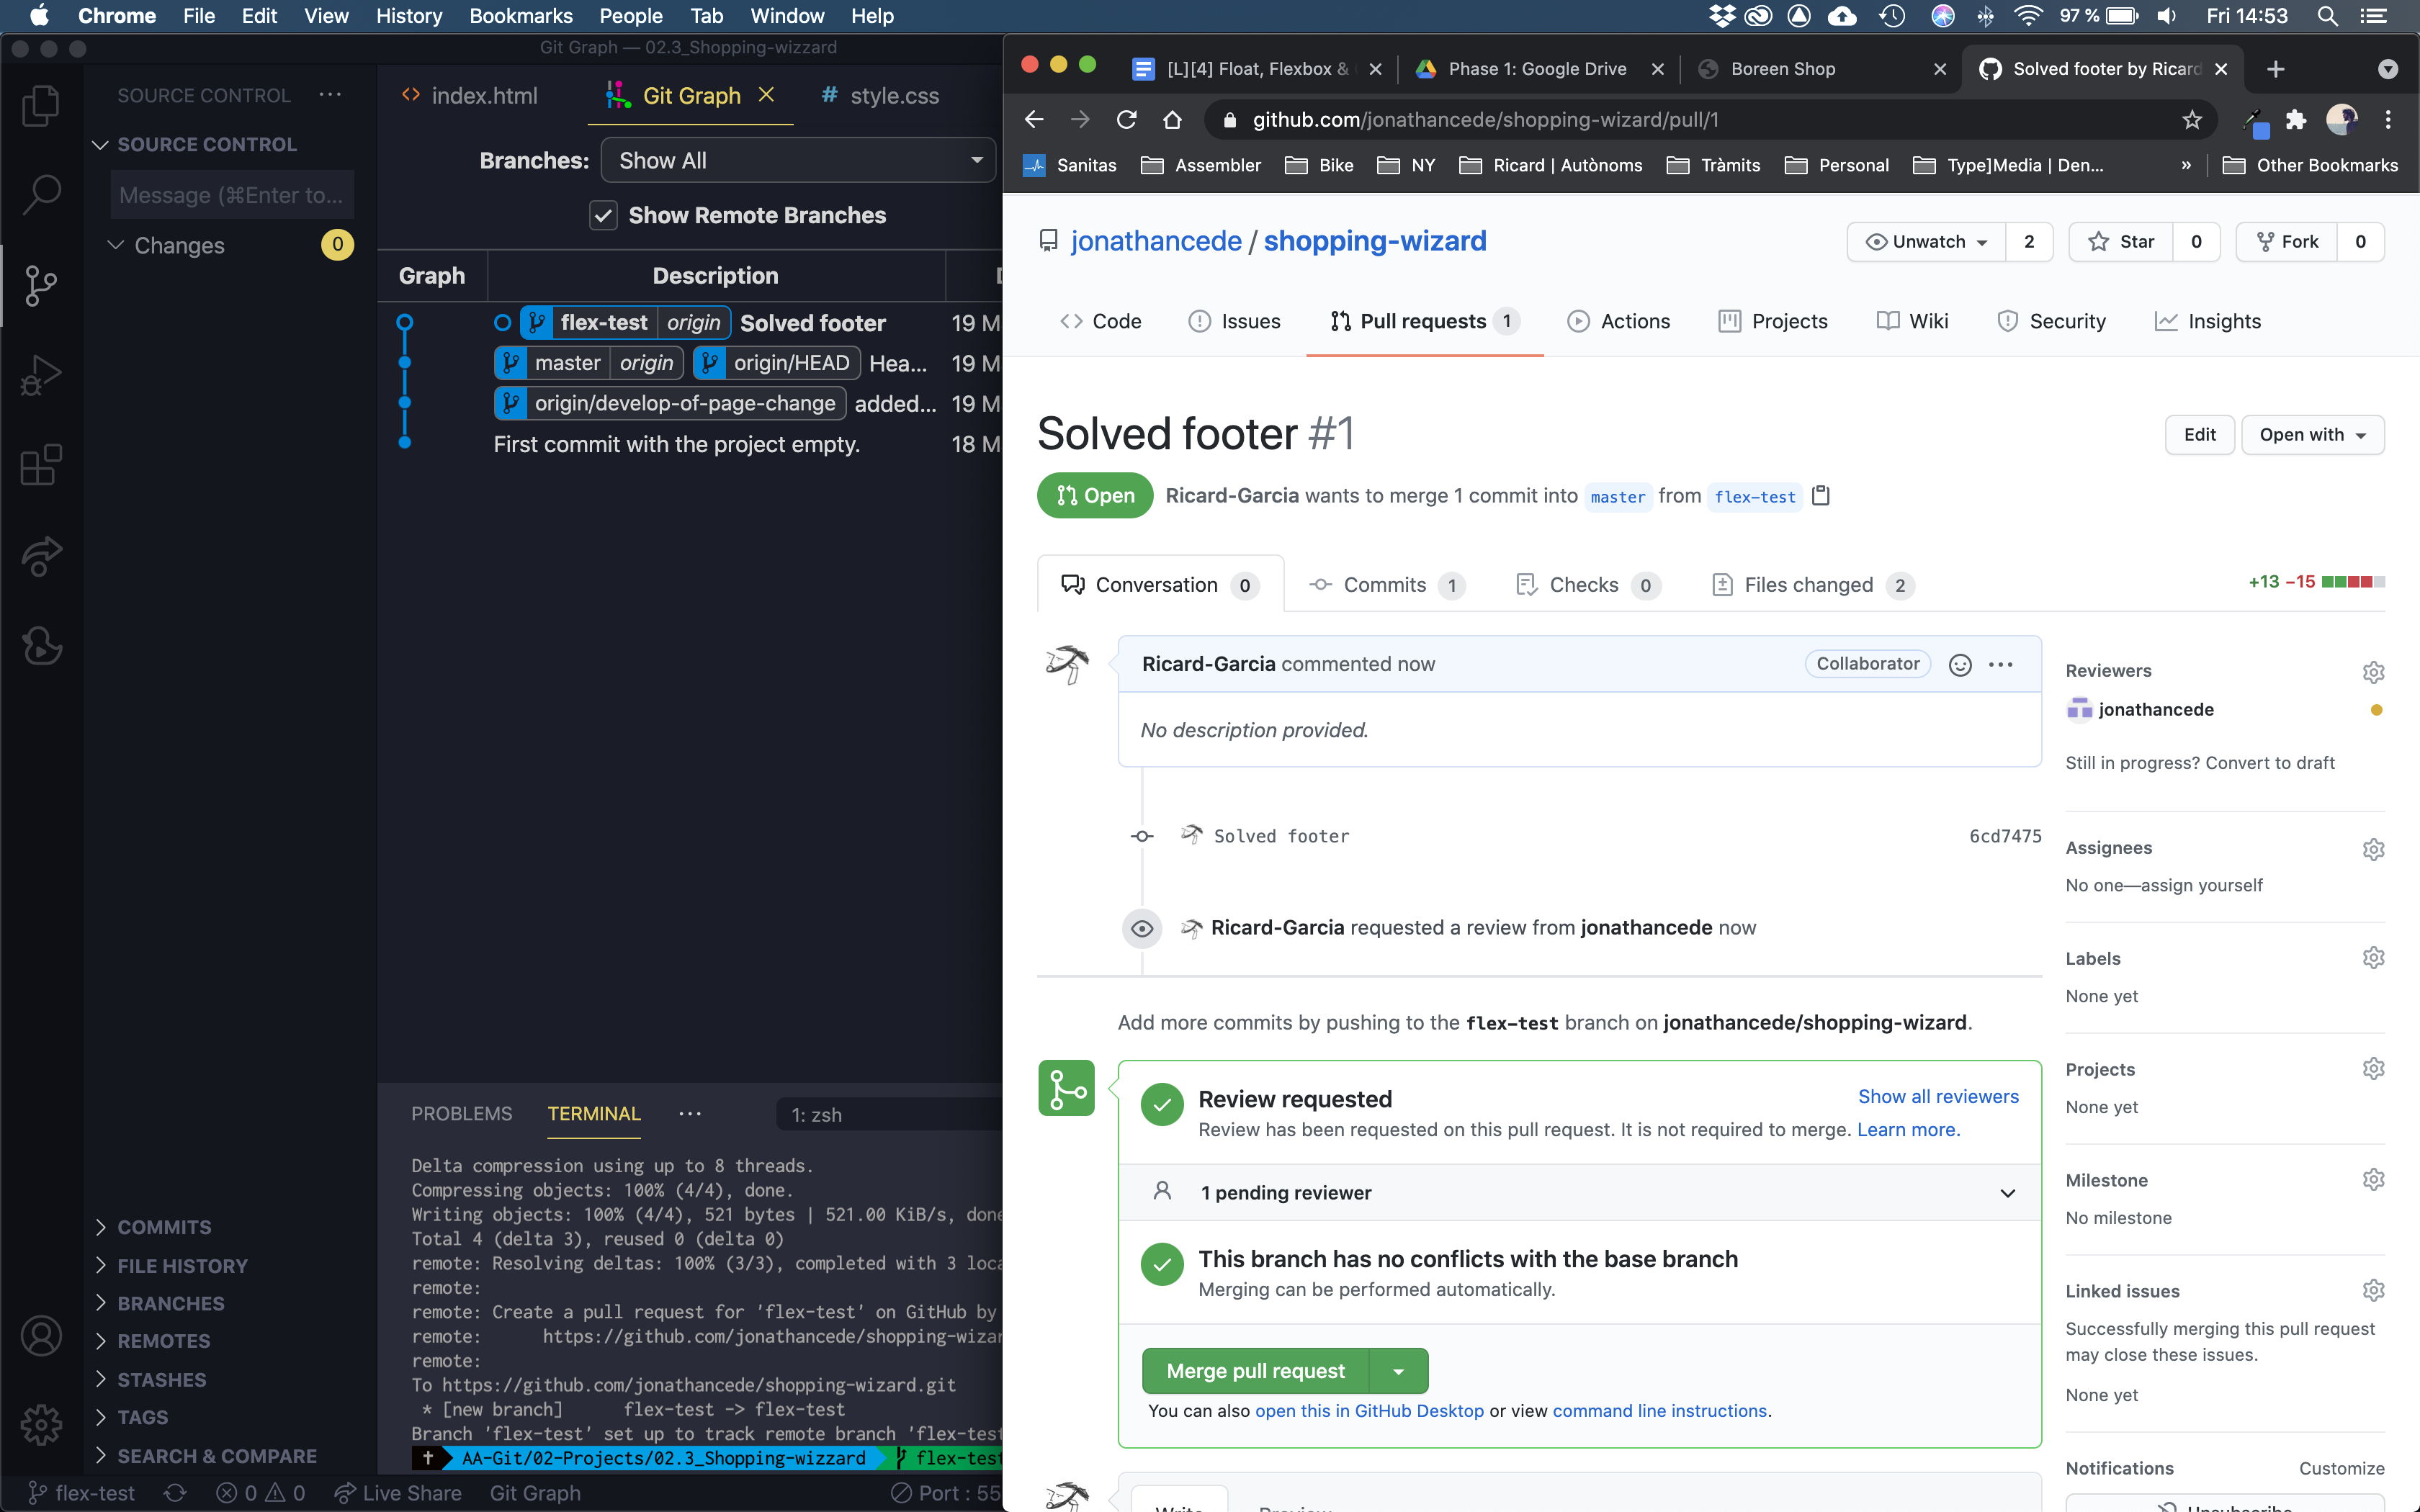 Chrome File Edit View History Bookmarks People Tab Window Help 97 % Fri 14:53
Git Graph — 02.3_Shopping-wizzard
SOURCE CONTROL ···
SOURCE CONTROL
Message (⌘Enter to...
Changes 0
COMMITS
FILE HISTORY
BRANCHES
REMOTES
STASHES
TAGS
SEARCH & COMPARE
index.html Git Graph style.css
Branches: Show All
Show Remote Branches
Graph Description
flex-test origin Solved footer 19 M
master origin origin/HEAD Hea... 19 M
origin/develop-of-page-change added... 19 M
First commit with the project empty. 18 M
PROBLEMS TERMINAL ··· 1: zsh
Delta compression using up to 8 threads.
Compressing objects: 100% (4/4), done.
Writing objects: 100% (4/4), 521 bytes | 521.00 KiB/s, done
Total 4 (delta 3), reused 0 (delta 0)
remote: Resolving deltas: 100% (3/3), completed with 3 loca
remote:
remote: Create a pull request for 'flex-test' on GitHub by
remote: https://github.com/jonathancede/shopping-wizar
remote:
To https://github.com/jonathancede/shopping-wizard.git
* [new branch] flex-test -> flex-test
Branch 'flex-test' set up to track remote branch 'flex-test
AA-Git/02-Projects/02.3_Shopping-wizzard flex-test
flex-test 0 0 Live Share Git Graph Port : 55
[L][4] Float, Flexbox & Phase 1: Google Drive Boreen Shop Solved footer by Ricard
github.com/jonathancede/shopping-wizard/pull/1
Sanitas Assembler Bike NY Ricard | Autònoms Tràmits Personal Type]Media | Den... » Other Bookmarks
jonathancede / shopping-wizard Unwatch 2 Star 0 Fork 0
Code Issues Pull requests 1 Actions Projects Wiki Security Insights
Solved footer #1 Edit Open with
Open Ricard-Garcia wants to merge 1 commit into master from flex-test
Conversation 0 Commits 1 Checks 0 Files changed 2 +13 −15
Ricard-Garcia commented now Collaborator
No description provided.
Solved footer 6cd7475
Ricard-Garcia requested a review from jonathancede now
Add more commits by pushing to the flex-test branch on jonathancede/shopping-wizard.
Review requested Show all reviewers
Review has been requested on this pull request. It is not required to merge. Learn more.
1 pending reviewer
This branch has no conflicts with the base branch
Merging can be performed automatically.
Merge pull request
You can also open this in GitHub Desktop or view command line instructions.
Write Preview
Reviewers
jonathancede
Still in progress? Convert to draft
Assignees
No one—assign yourself
Labels
None yet
Projects
None yet
Milestone
No milestone
Linked issues
Successfully merging this pull request
may close these issues.
None yet
Notifications Customize
Unsubscribe